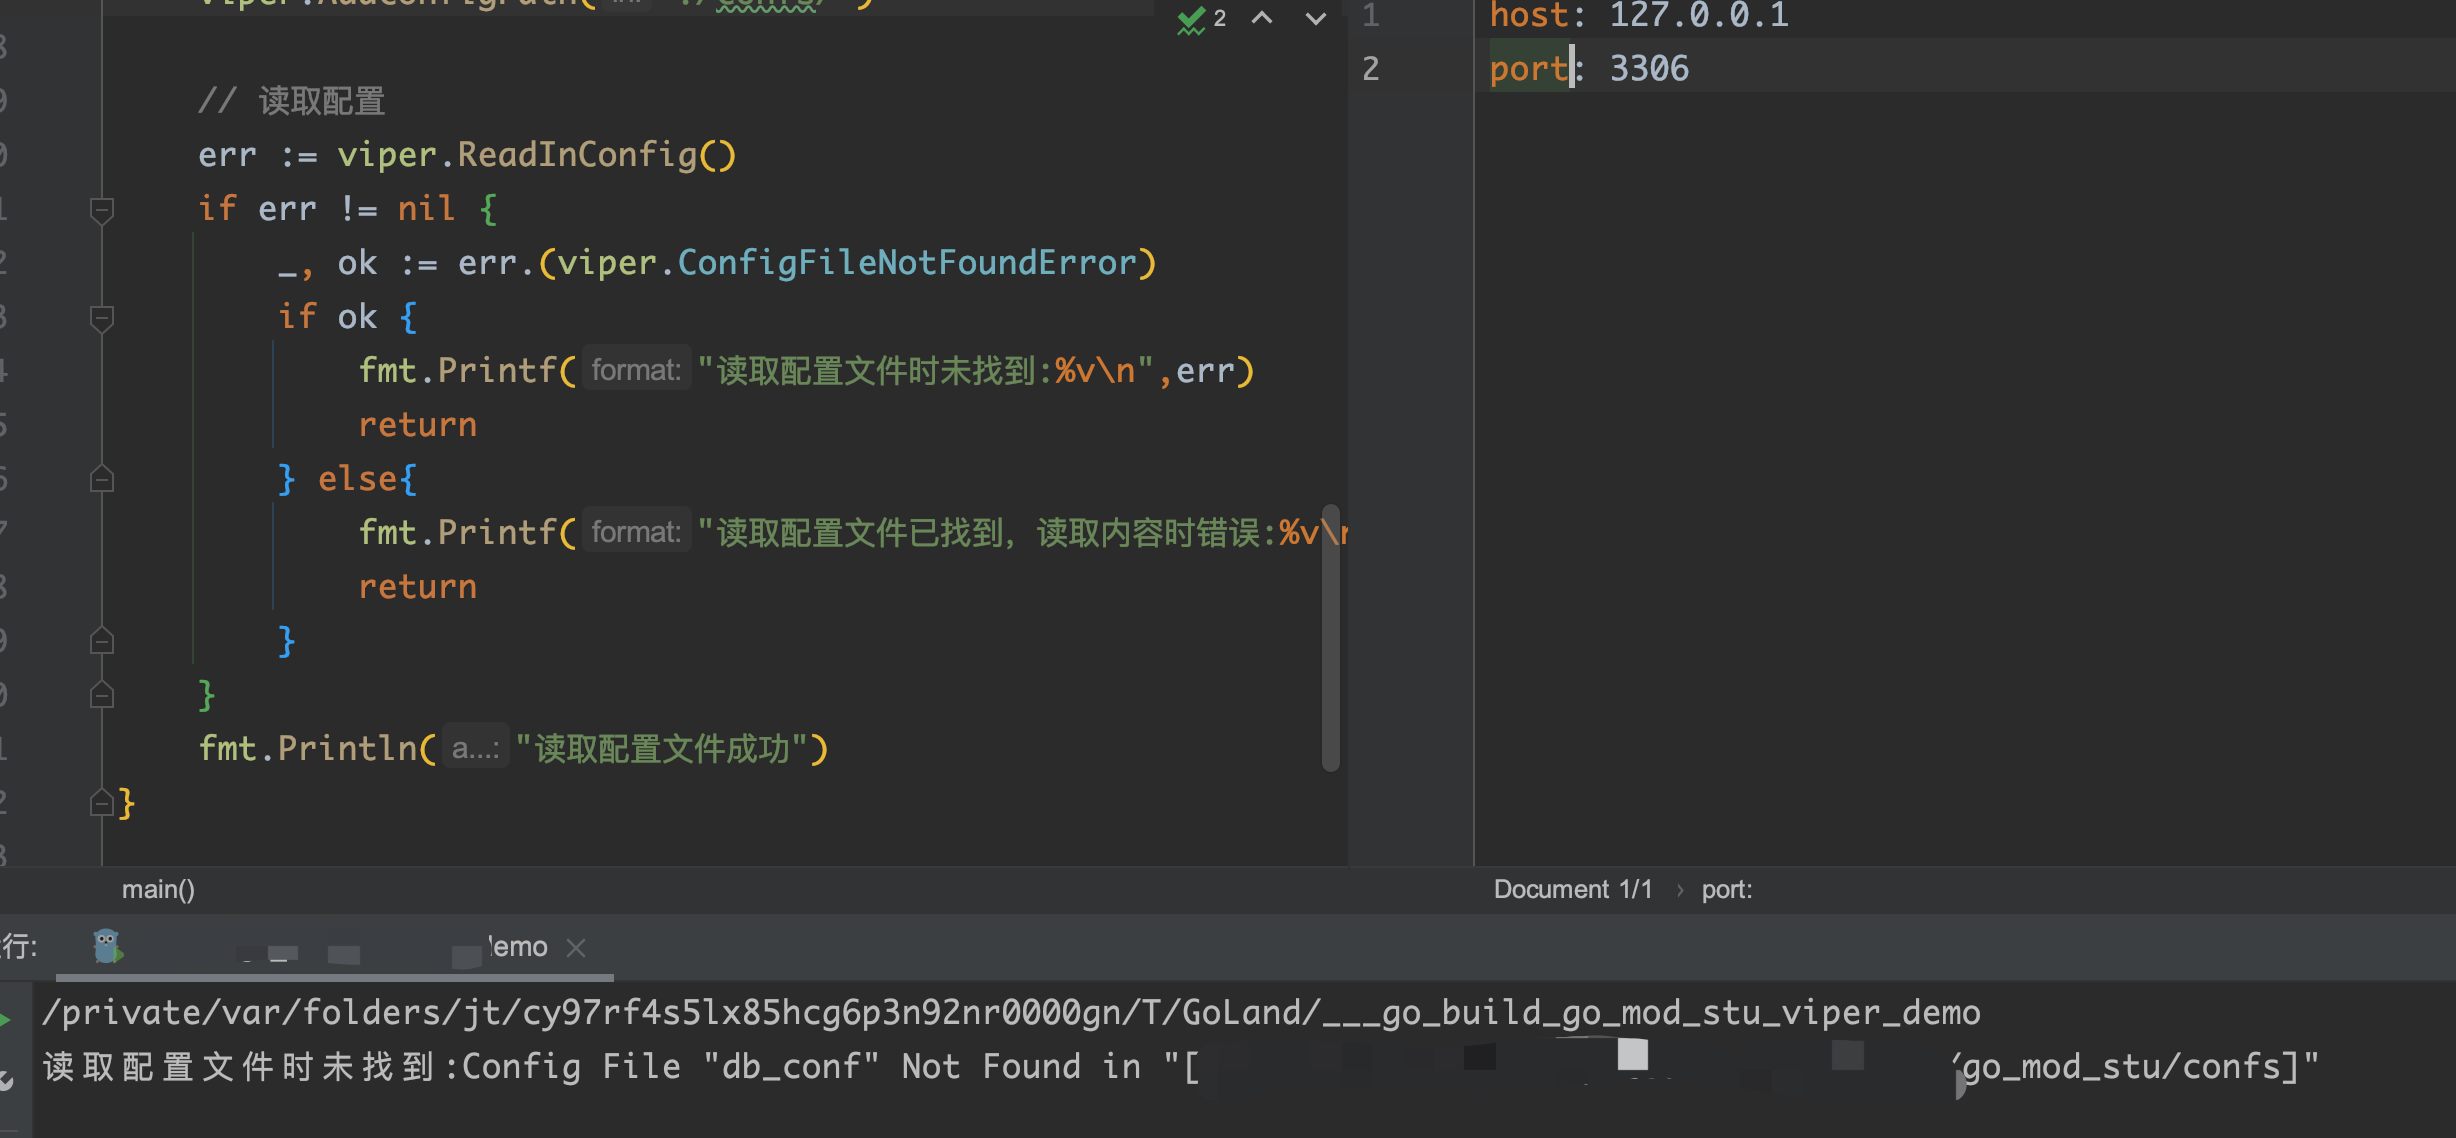 viper.AddConfigPath( in: "./confs/")
// 读取配置
err := viper.ReadInConfig()
if err != nil {
_, ok := err.(viper.ConfigFileNotFoundError)
if ok {
fmt.Printf( format: "读取配置文件时未找到:%v\n",err)
return
} else{
fmt.Printf( format: "读取配置文件已找到，读取内容时错误:%v\n
return
}
}
fmt.Println( a...: "读取配置文件成功")
}
2
1 host: 127.0.0.1
2 port: 3306
main()
Document 1/1 › port:
行: demo
/private/var/folders/jt/cy97rf4s5lx85hcg6p3n92nr0000gn/T/GoLand/___go_build_go_mod_stu_viper_demo
读取配置文件时未找到:Config File "db_conf" Not Found in "[ /go_mod_stu/confs]"